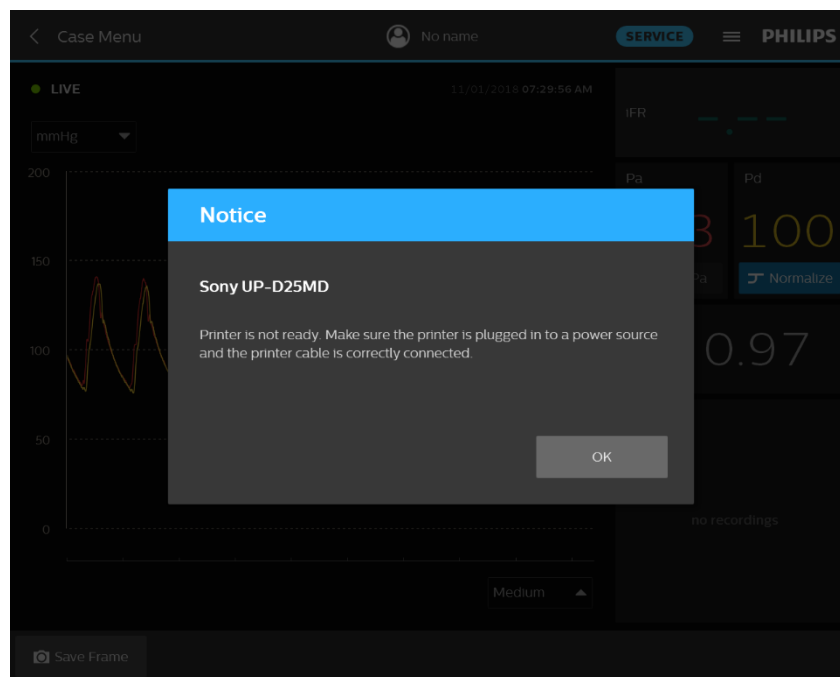 Case Menu
No name
SERVICE
PHILIPS
LIVE
11/01/2018 07:29:56 AM
mmHg
200
150
100
50
0
Medium
iFR
-.--
Pa
Pd
3
100
Pa
Normalize
0.97
no recordings
Notice
Sony UP-D25MD
Printer is not ready. Make sure the printer is plugged in to a power source
and the printer cable is correctly connected.
OK
Save Frame